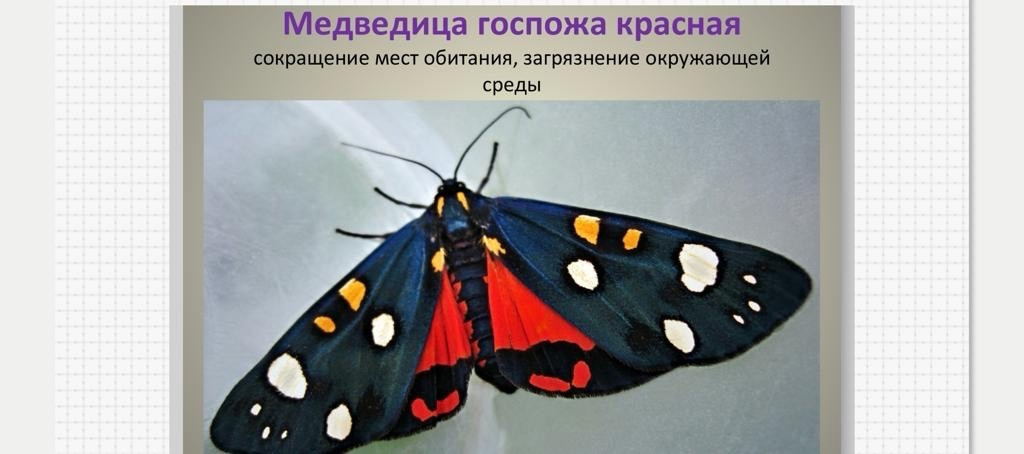 Медведица госпожа красная
сокращение мест обитания, загрязнение окружающей
среды